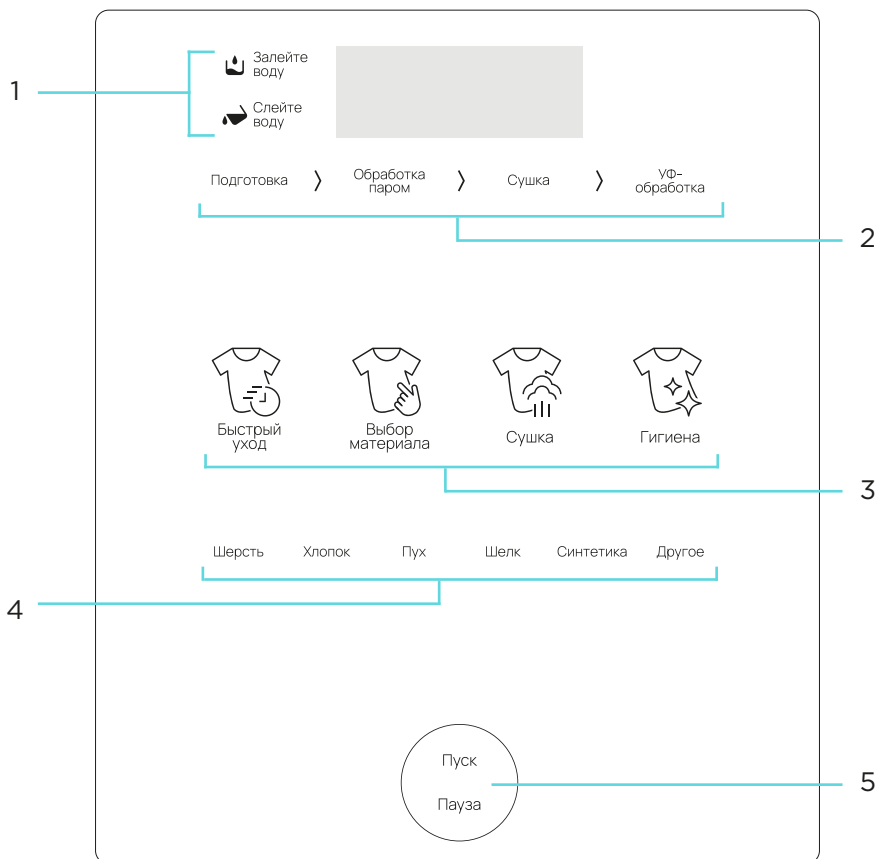 1
Залейте
воду
Слейте
воду
Подготовка
Обработка
паром
Сушка
УФ-
обработка
2
Быстрый
уход
Выбор
материала
Сушка
Гигиена
3
Шерсть Хлопок Пух Шелк Синтетика Другое
4
Пуск
Пауза
5